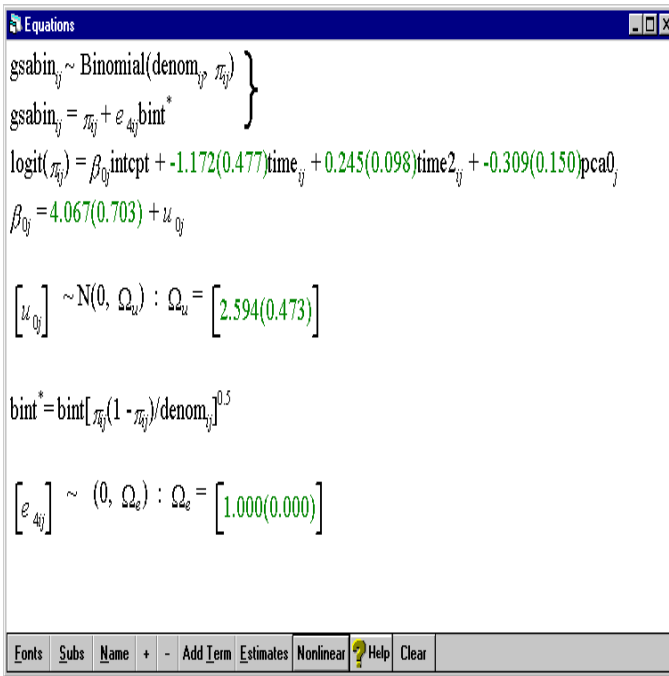 Equations
gsabin_ij ~ Binomial(denom_ij, π_ij)
gsabin_ij = π_ij + e_4ij bint*
logit(π_ij) = β_0j intcpt + -1.172(0.477)time_ij + 0.245(0.098)time2_ij + -0.309(0.150)pca0_j
β_0j = 4.067(0.703) + u_0j
[u_0j] ~ N(0, Ω_u) : Ω_u = [2.594(0.473)]
bint* = bint[π_ij(1 - π_ij)/denom_ij]^0.5
[e_4ij] ~ (0, Ω_e) : Ω_e = [1.000(0.000)]
Fonts Subs Name + - Add Term Estimates Nonlinear ? Help Clear